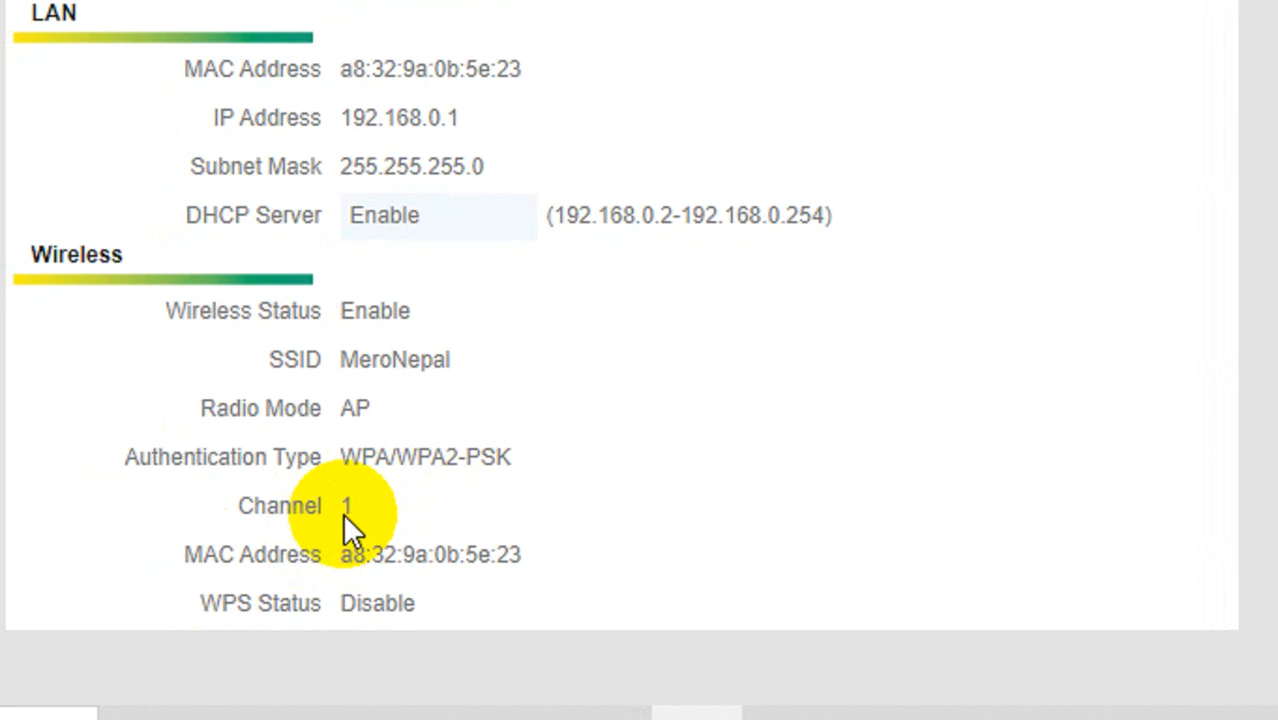 LAN
MAC Address a8:32:9a:0b:5e:23
IP Address 192.168.0.1
Subnet Mask 255.255.255.0
DHCP Server Enable (192.168.0.2-192.168.0.254)
Wireless
Wireless Status Enable
SSID MeroNepal
Radio Mode AP
Authentication Type WPA/WPA2-PSK
Channel 1
MAC Address a8:32:9a:0b:5e:23
WPS Status Disable